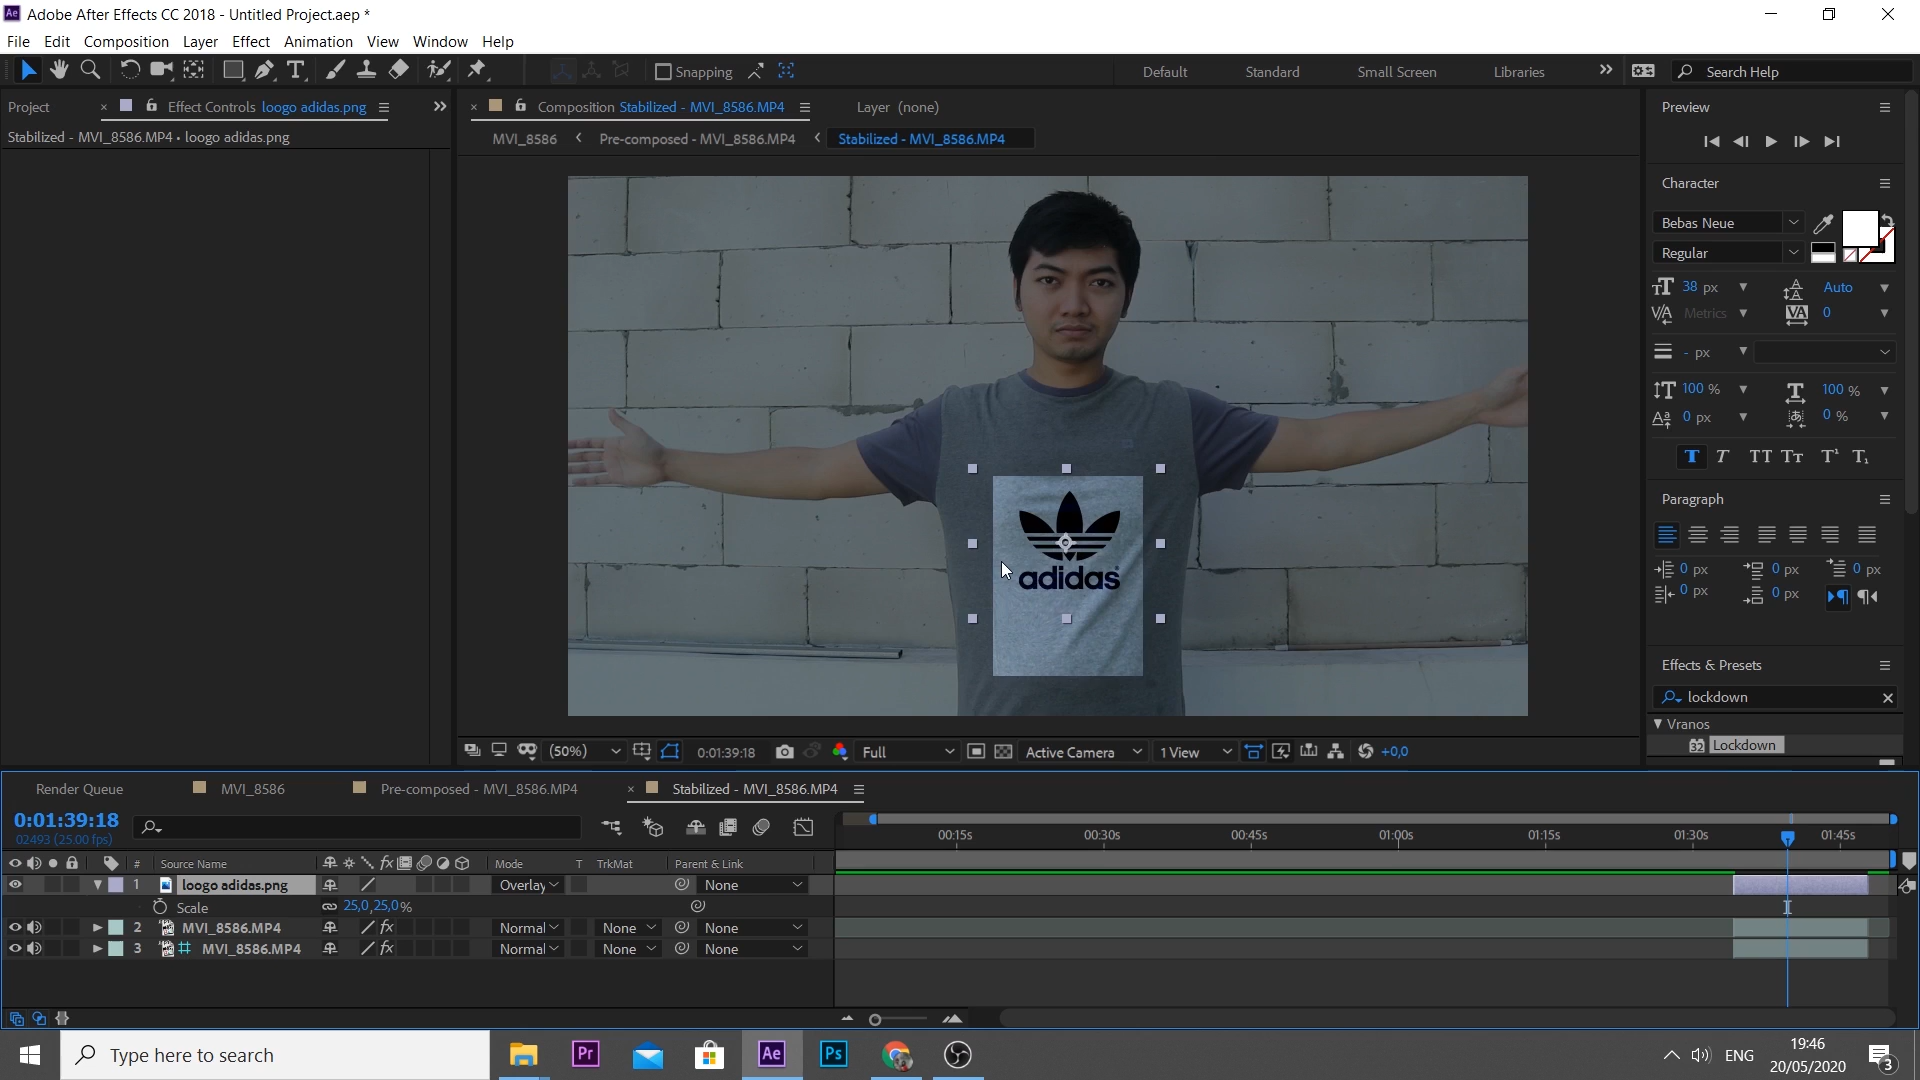 Adobe After Effects CC 2018 - Untitled Project.aep *
File Edit Composition Layer Effect Animation View Window Help
Snapping
Default Standard Small Screen Libraries
Search Help
Project
Effect Controls loogo adidas.png
Composition Stabilized - MVI_8586.MP4
Layer (none)
Preview
Stabilized - MVI_8586.MP4 • loogo adidas.png
MVI_8586
Pre-composed - MVI_8586.MP4
Stabilized - MVI_8586.MP4
Character
Bebas Neue
Regular
38 px Auto
Metrics 0
- px
100 % 100 %
0 px 0 %
Paragraph
0 px 0 px 0 px
0 px 0 px
adidas
Effects & Presets
lockdown
Vranos
32 Lockdown
(50%) 0:01:39:18 Full Active Camera 1 View +0,0
Render Queue MVI_8586 Pre-composed - MVI_8586.MP4 Stabilized - MVI_8586.MP4
0:01:39:18
02493 (25.00 fps)
00:15s 00:30s 00:45s 01:00s 01:15s 01:30s 01:45s
# Source Name Mode T TrkMat Parent & Link
1 loogo adidas.png Overlay None
Scale 25,0,25,0%
2 MVI_8586.MP4 Normal None None
3 MVI_8586.MP4 Normal None None
Type here to search
Pr
Ae
Ps
ENG
19:46
20/05/2020
3